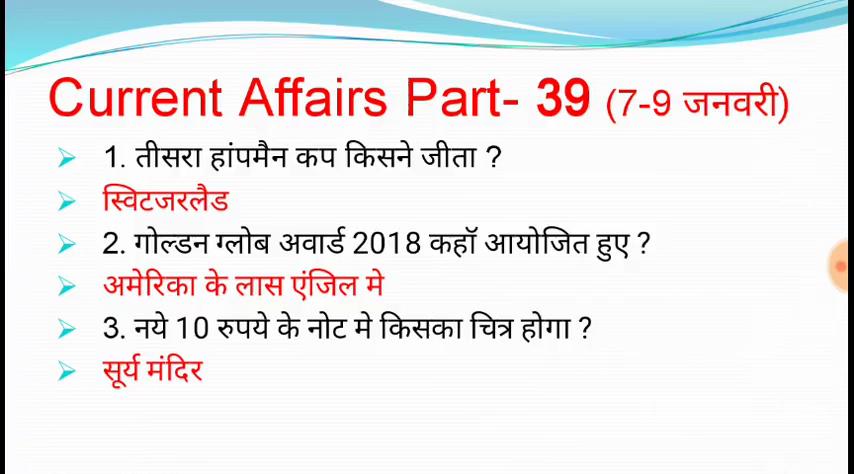 Current Affairs Part- 39 (7-9 जनवरी)
1. तीसरा हांपमैन कप किसने जीता ?
स्विटजरलैड
2. गोल्डन ग्लोब अवार्ड 2018 कहाॅ आयोजित हुए ?
अमेरिका के लास एंजिल मे
3. नये 10 रुपये के नोट मे किसका चित्र होगा ?
सूर्य मंदिर